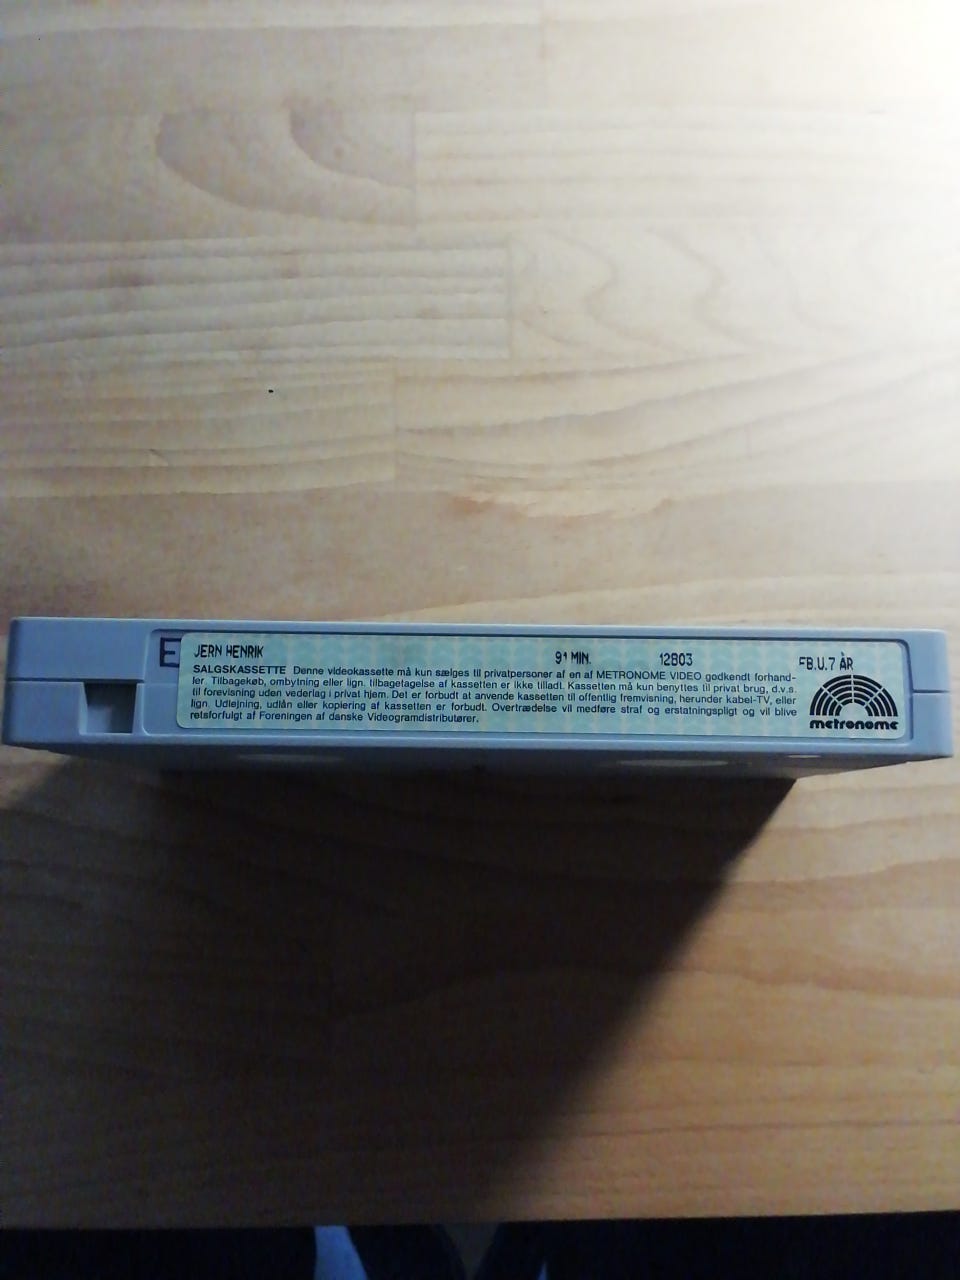 E
JERN HENRIK 91 MIN. 12803 FB.U.7 ÅR
SALGSKASSETTE Denne videokassette må kun sælges til privatpersoner af en af METRONOME VIDEO godkendt forhand-
ler. Tilbagekøb, ombytning eller lign. tilbagetagelse af kassetten er ikke tilladt. Kassetten må kun benyttes til privat brug, d.v.s.
til forevisning uden vederlag i privat hjem. Det er forbudt at anvende kassetten til offentlig fremvisning, herunder kabel-TV, eller
lign. Udlejning, udlån eller kopiering af kassetten er forbudt. Overtrædelse vil medføre straf og erstatningspligt og vil blive
retsforfulgt af Foreningen af danske Videogramdistributører.
metronome